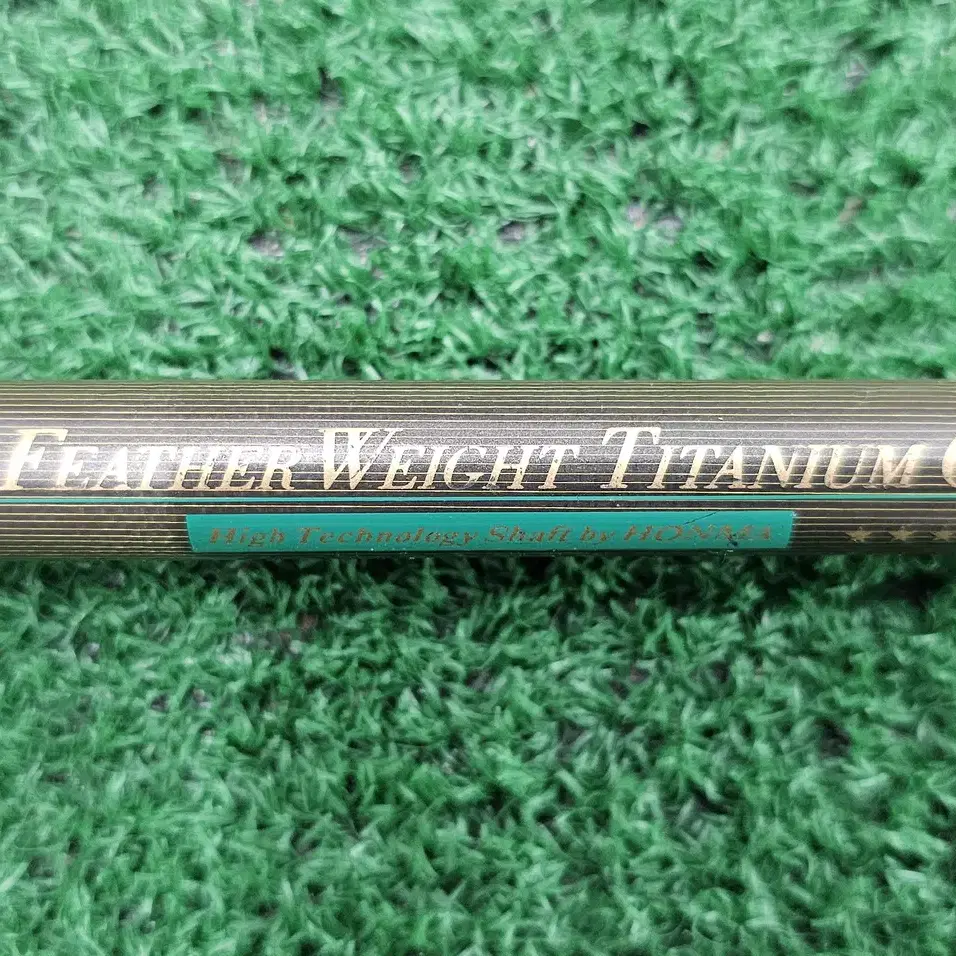 FEATHER WEIGHT TITANIUM
High Technology Shaft by HONMA